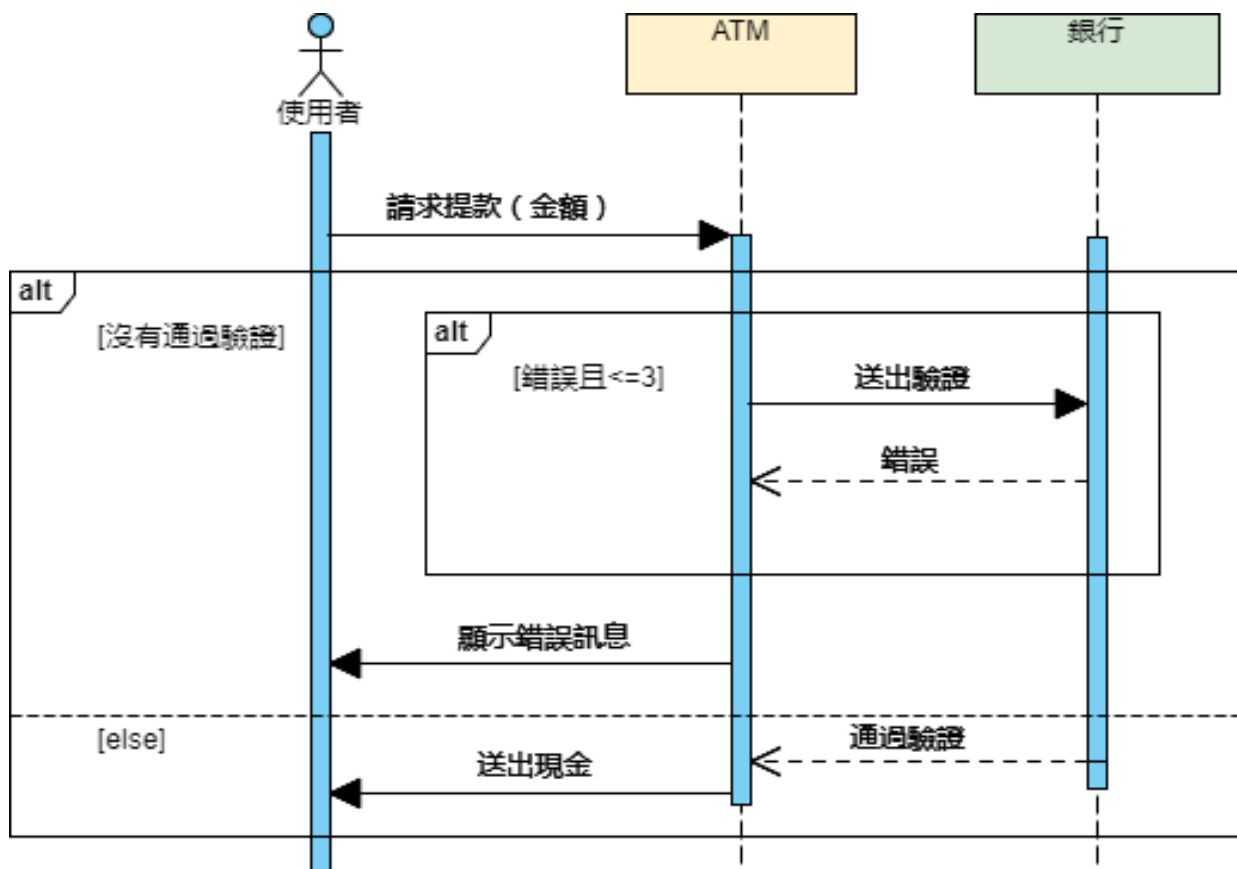 使用者
ATM
銀行
請求提款（金額）
alt
[沒有通過驗證]
alt
[錯誤且<=3]
送出驗證
錯誤
顯示錯誤訊息
[else]
通過驗證
送出現金